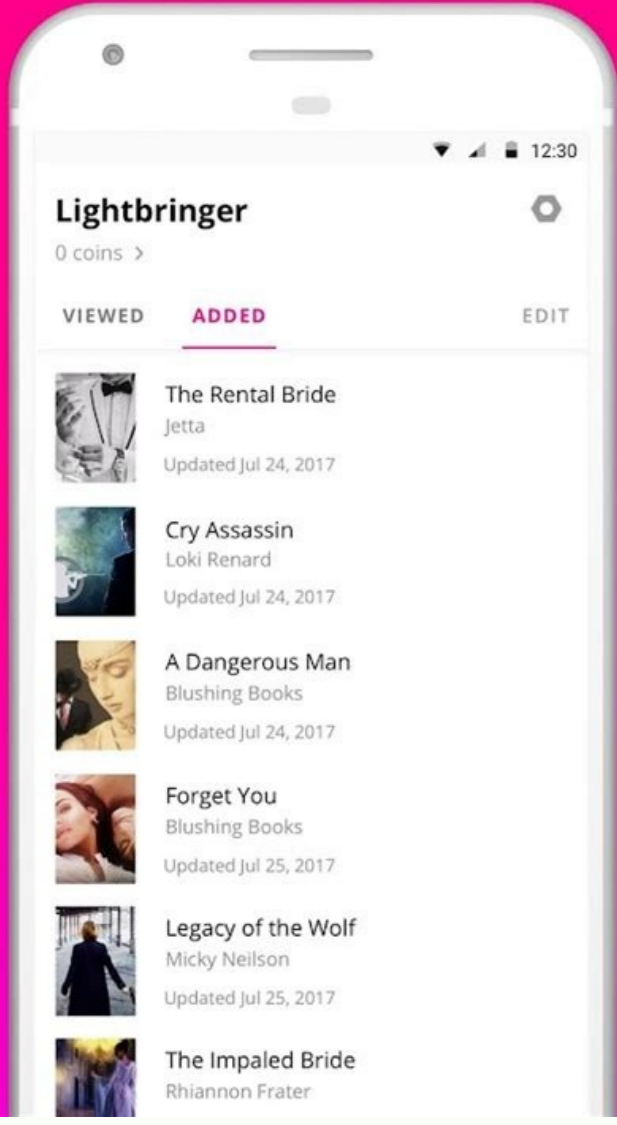 12:30
Lightbringer
0 coins >
VIEWED ADDED EDIT
The Rental Bride
Jetta
Updated Jul 24, 2017
Cry Assassin
Loki Renard
Updated Jul 24, 2017
A Dangerous Man
Blushing Books
Updated Jul 24, 2017
Forget You
Blushing Books
Updated Jul 25, 2017
Legacy of the Wolf
Micky Neilson
Updated Jul 25, 2017
The Impaled Bride
Rhiannon Frater